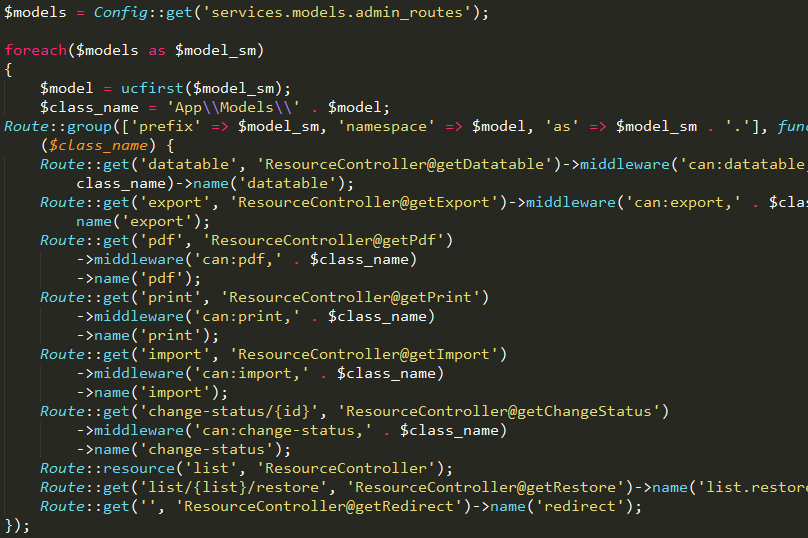 $models = Config::get('services.models.admin_routes');
foreach($models as $model_sm)
{
    $model = ucfirst($model_sm);
    $class_name = 'App\\Models\\' . $model;
Route::group(['prefix' => $model_sm, 'namespace' => $model, 'as' => $model_sm . '.'], func
    ($class_name) {
    Route::get('datatable', 'ResourceController@getDatatable')->middleware('can:datatable,
        class_name)->name('datatable');
    Route::get('export', 'ResourceController@getExport')->middleware('can:export,' . $clas
        name('export');
    Route::get('pdf', 'ResourceController@getPdf')
        ->middleware('can:pdf,' . $class_name)
        ->name('pdf');
    Route::get('print', 'ResourceController@getPrint')
        ->middleware('can:print,' . $class_name)
        ->name('print');
    Route::get('import', 'ResourceController@getImport')
        ->middleware('can:import,' . $class_name)
        ->name('import');
    Route::get('change-status/{id}', 'ResourceController@getChangeStatus')
        ->middleware('can:change-status,' . $class_name)
        ->name('change-status');
    Route::resource('list', 'ResourceController');
    Route::get('list/{list}/restore', 'ResourceController@getRestore')->name('list.restore
    Route::get('', 'ResourceController@getRedirect')->name('redirect');
});